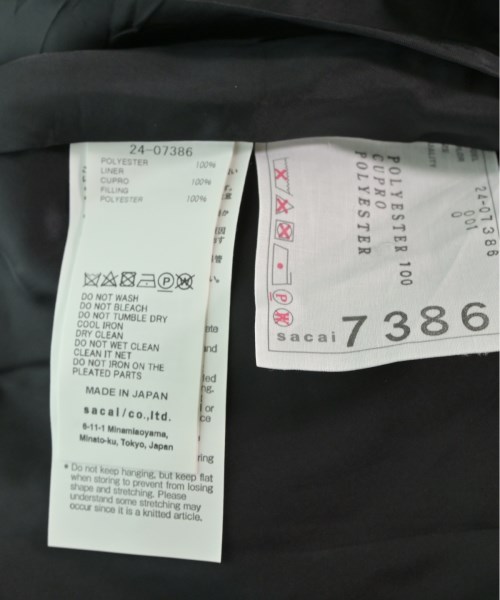 24-07386
POLYESTER 100%
LINER
CUPRO 100%
FILLING
POLYESTER 100%
DO NOT WASH
DO NOT BLEACH
DO NOT TUMBLE DRY
COOL IRON
DRY CLEAN
DO NOT WET CLEAN
CLEAN IT NET
DO NOT IRON ON THE
PLEATED PARTS
MADE IN JAPAN
sacai/co.,ltd.
6-11-1 Minamiaoyama,
Minato-ku, Tokyo, Japan
* Do not keep hanging, but keep flat
when storing to prevent from losing
shape and stretching. Please
understand some stretching may
occur since it is a knitted article.
24-07386
001
0
POLYESTER 100
CUPRO
POLYESTER
P
W
sacai 7386